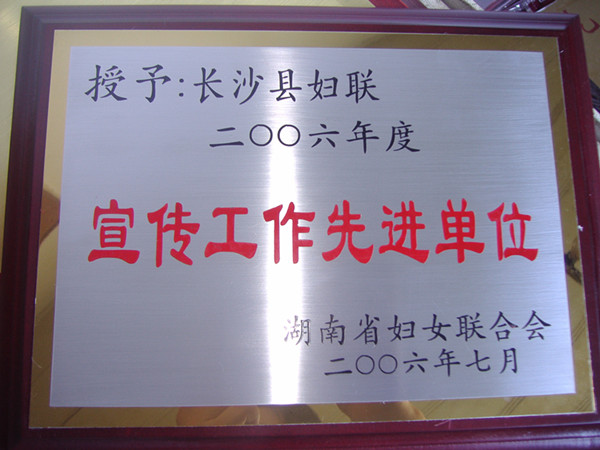 授予:长沙县妇联
二〇〇六年度
宣传工作先进单位
湖南省妇女联合会
二〇〇六年七月